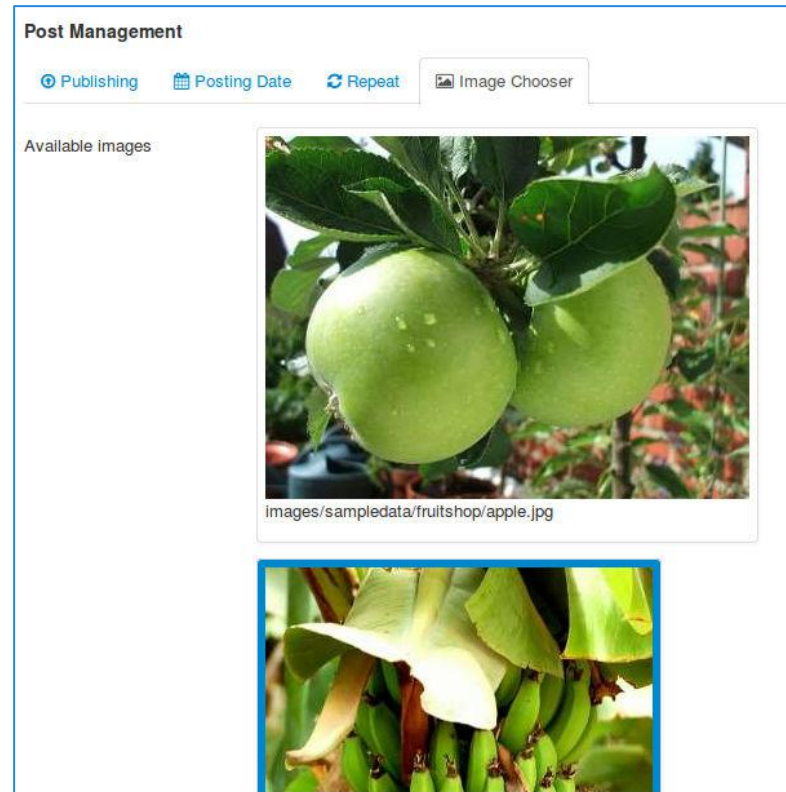 Post Management
Publishing Posting Date Repeat Image Chooser
Available images
images/sampledata/fruitshop/apple.jpg